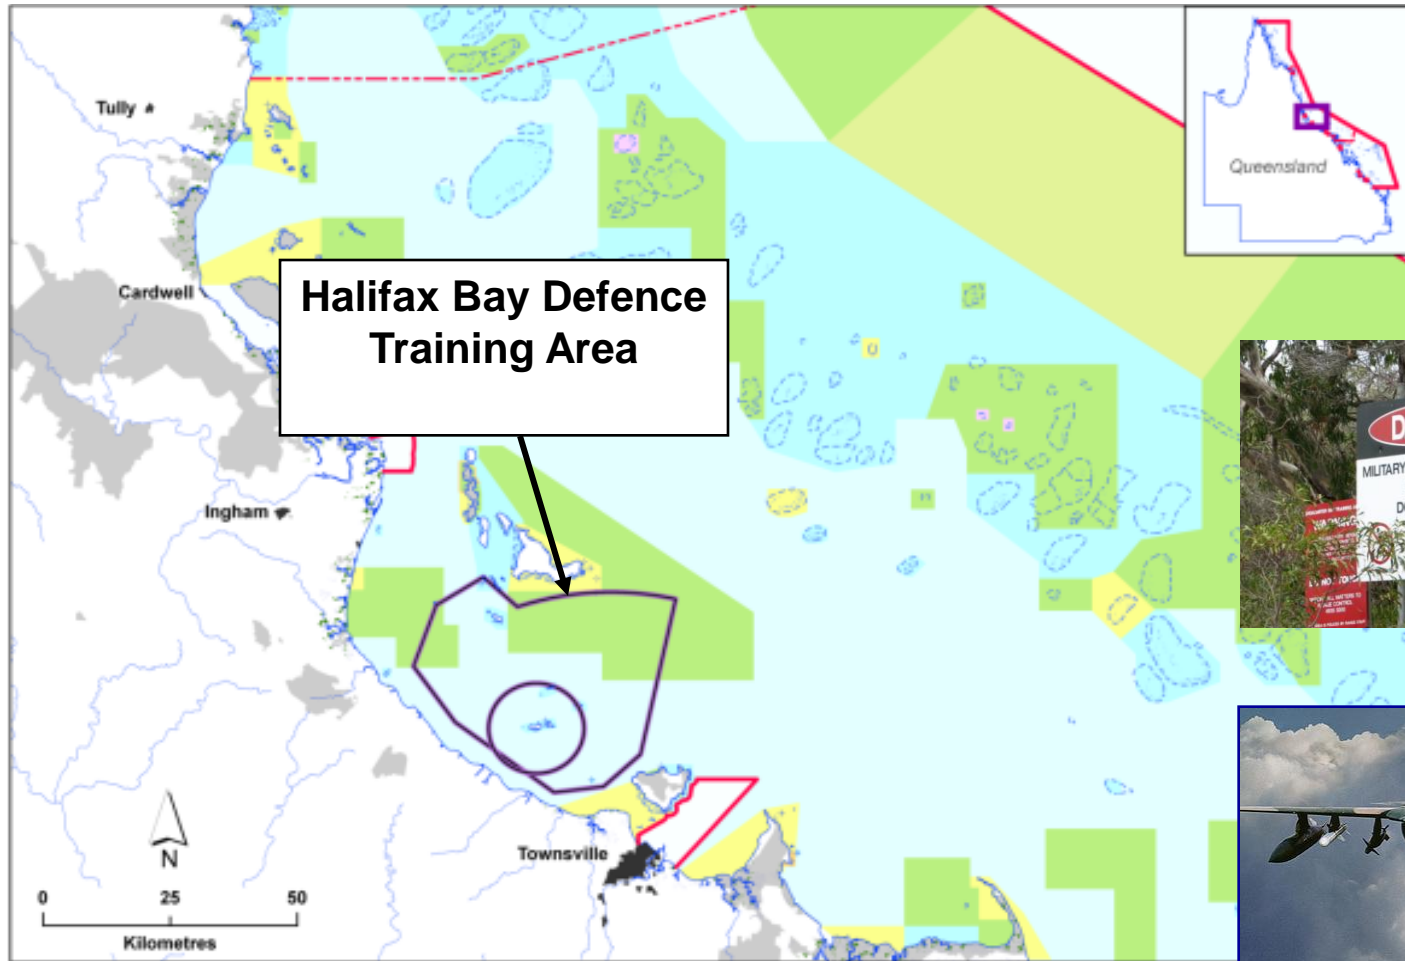 Tully
Queensland
Cardwell
Halifax Bay Defence
Training Area
Ingham
MILITARY
Townsville
N
0 25 50
Kilometres